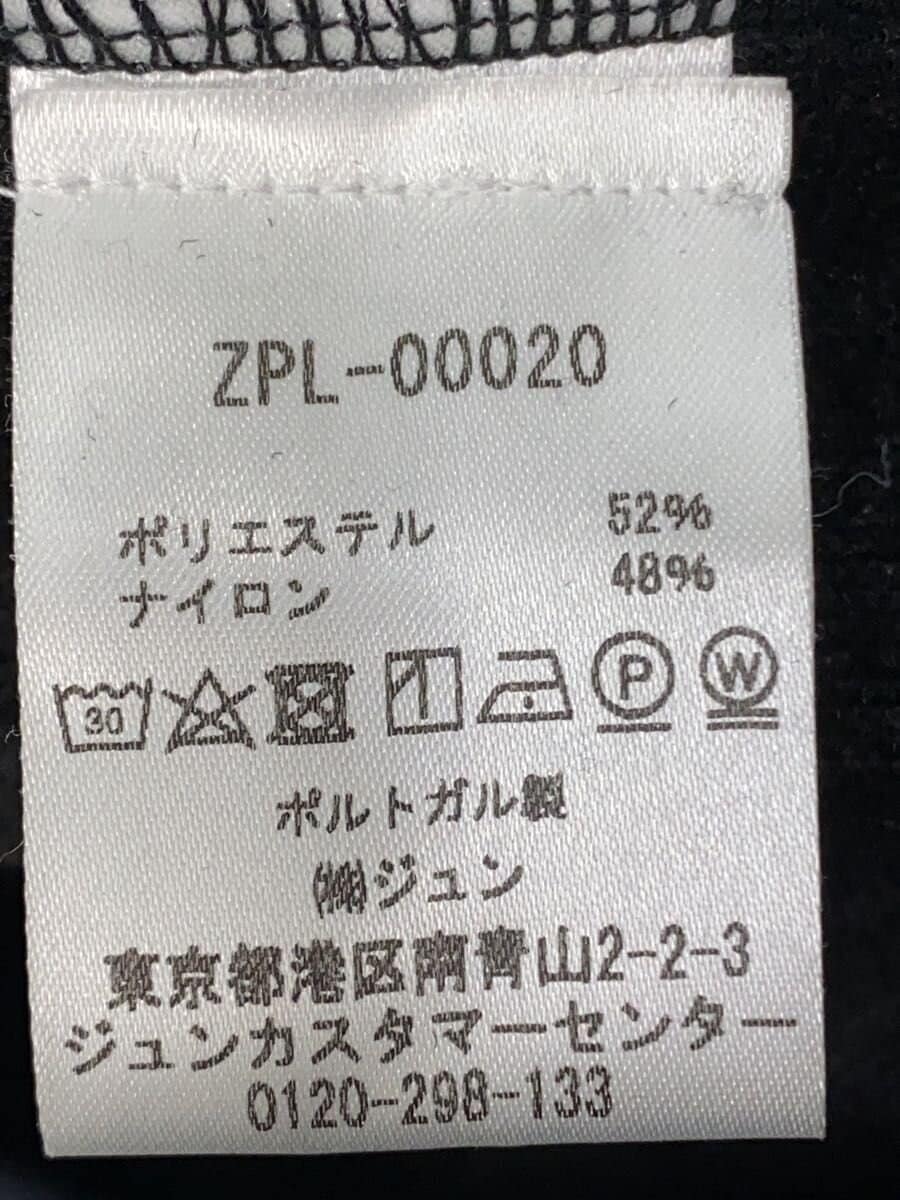 ZPL-00020
ポリエステル 52%
ナイロン 48%
30 P W
ポルトガル製
㈱ジュン
東京都港区南青山2-2-3
ジュンカスタマーセンター
0120-298-133